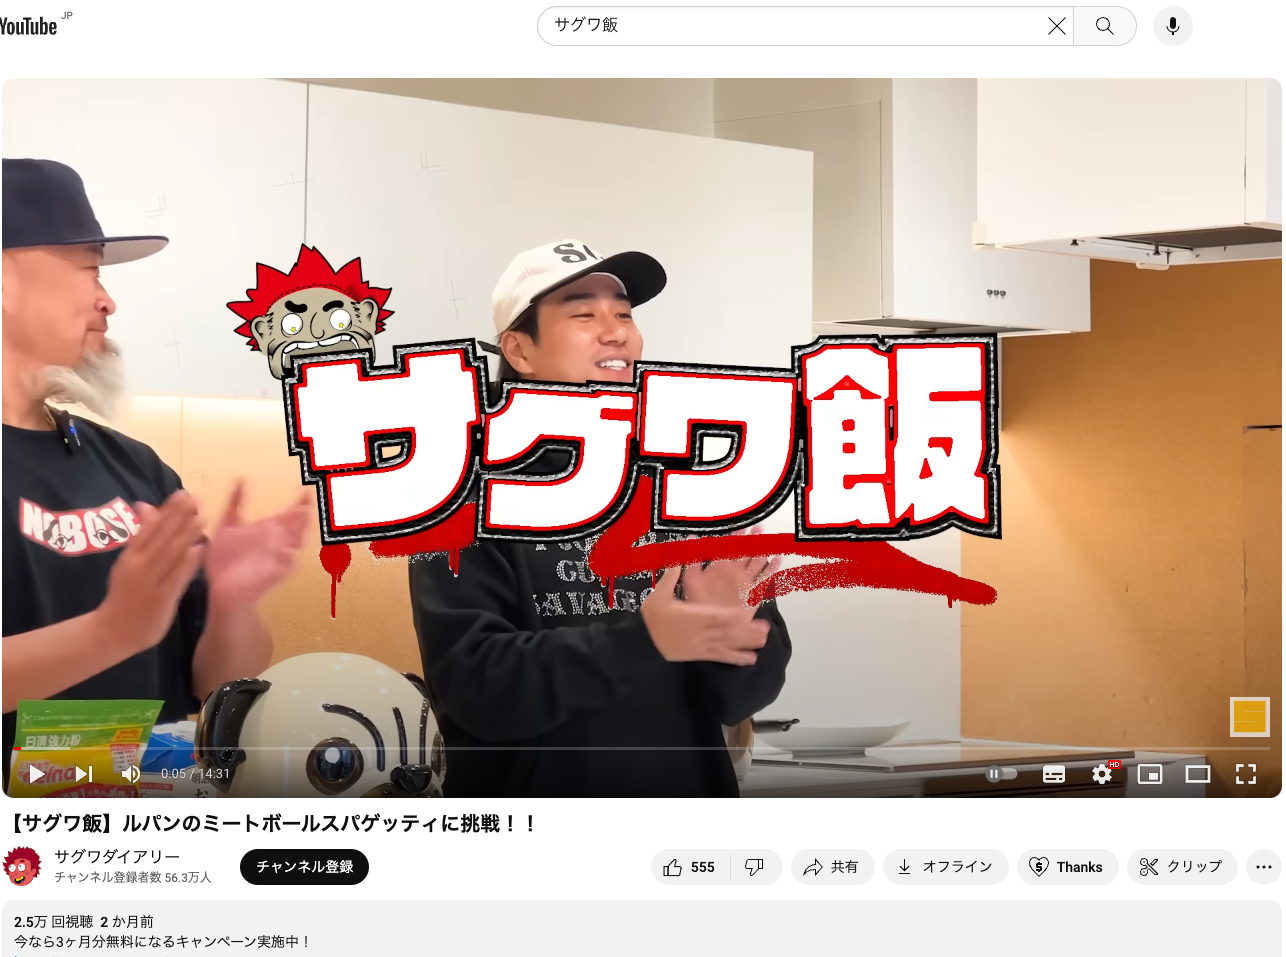 YouTube JP
サグワ飯
サグワ飯
NO BOSE
SAVAGE
日清強力粉
0:05 / 14:31
HD
【サグワ飯】ルパンのミートボールスパゲッティに挑戦！！
サグワダイアリー
チャンネル登録者数 56.3万人
チャンネル登録
555
共有
オフライン
Thanks
クリップ
2.5万 回視聴 2 か月前
今なら3ヶ月分無料になるキャンペーン実施中！